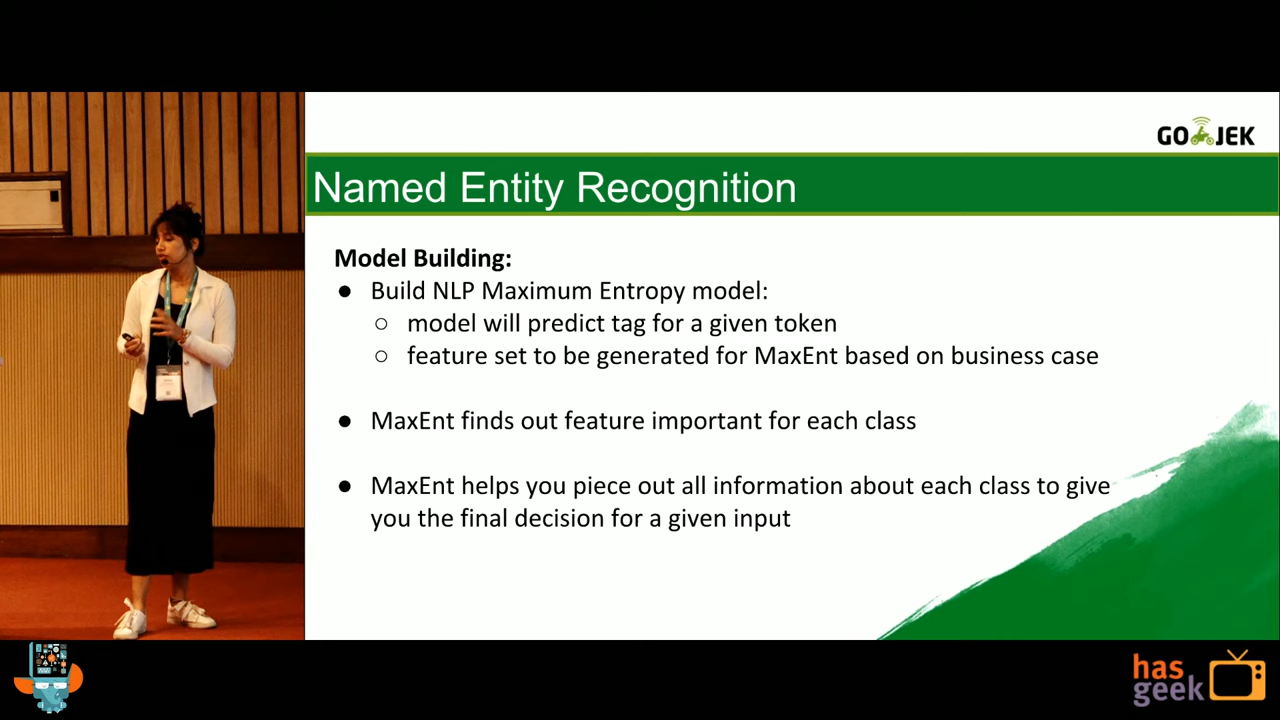 GO JEK
Named Entity Recognition
Model Building:
● Build NLP Maximum Entropy model:
○ model will predict tag for a given token
○ feature set to be generated for MaxEnt based on business case
● MaxEnt finds out feature important for each class
● MaxEnt helps you piece out all information about each class to give
you the final decision for a given input
has
geek